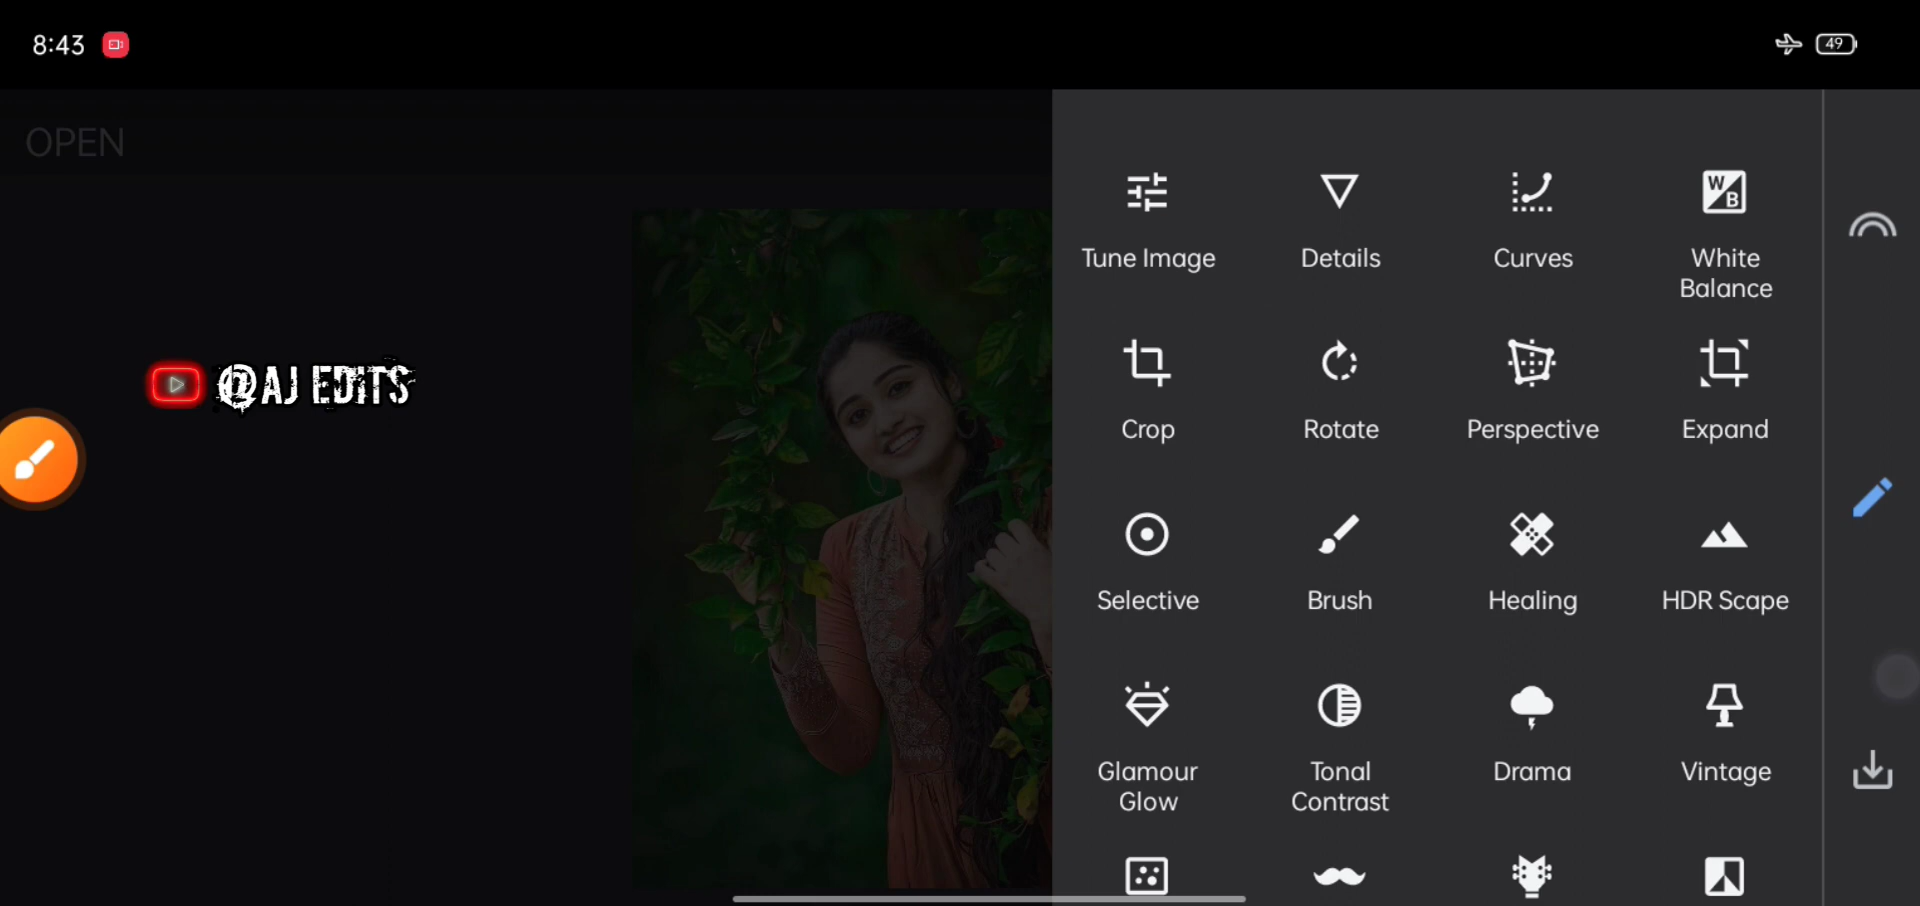 8:43
49
OPEN
@AJ EDITS
Tune Image
Details
Curves
W
B
White
Balance
Crop
Rotate
Perspective
Expand
Selective
Brush
Healing
HDR Scape
Glamour
Glow
Tonal
Contrast
Drama
Vintage